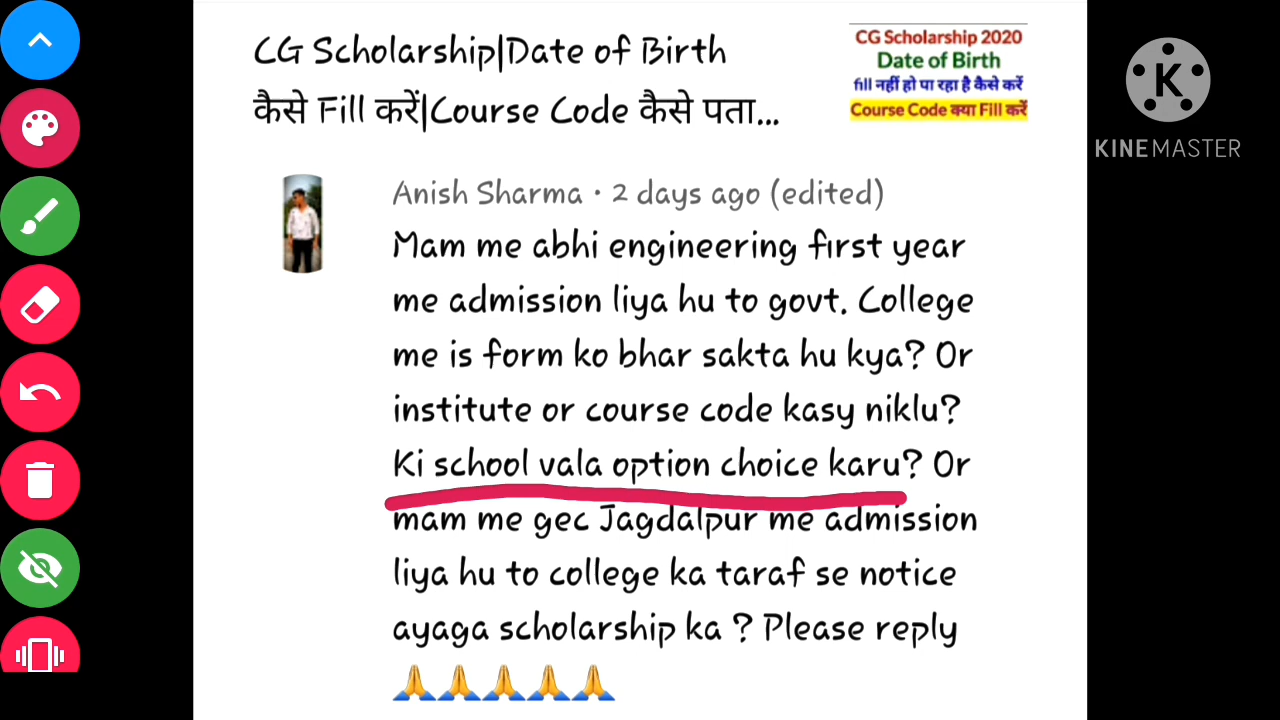 CG Scholarship|Date of Birth
कैसे Fill करें|Course Code कैसे पता...
CG Scholarship 2020
Date of Birth
fill नहीं हो पा रहा है कैसे करें
Course Code क्या Fill करें
K
KINEMASTER
Anish Sharma · 2 days ago (edited)
Mam me abhi engineering first year
me admission liya hu to govt. College
me is form ko bhar sakta hu kya? Or
institute or course code kasy niklu?
Ki school vala option choice karu? Or
mam me gec Jagdalpur me admission
liya hu to college ka taraf se notice
ayaga scholarship ka ? Please reply
🙏🙏🙏🙏🙏